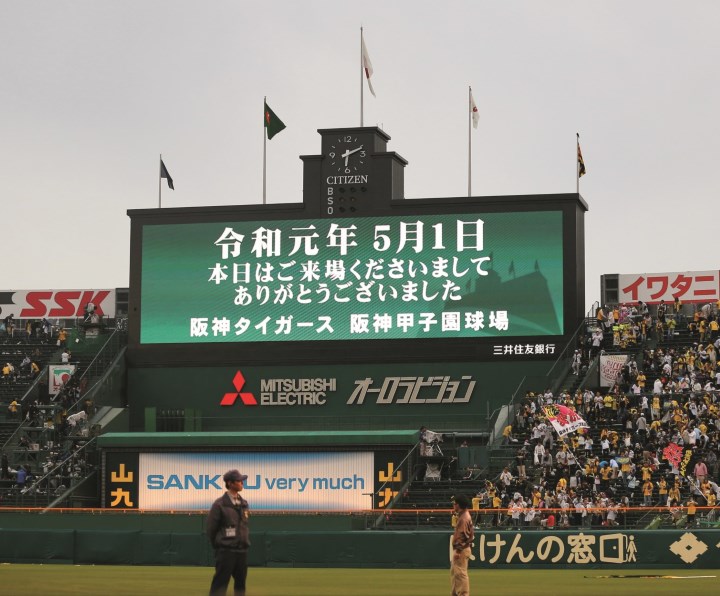 12
9 3
6
CITIZEN
B
S
O
令和元年 5月1日
本日はご来場くださいまして
ありがとうございました
阪神タイガース 阪神甲子園球場
三井住友銀行
SSK
イワタニ
MITSUBISHI
ELECTRIC
オーロラビジョン
山九
SANKYU very much
山九
けんの窓口